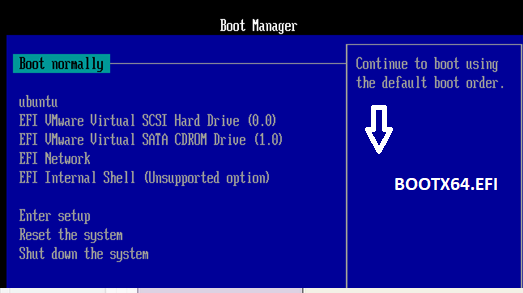 Boot Manager
Boot normally
ubuntu
EFI VMware Virtual SCSI Hard Drive (0.0)
EFI VMware Virtual SATA CDROM Drive (1.0)
EFI Network
EFI Internal Shell (Unsupported option)
Enter setup
Reset the system
Shut down the system
Continue to boot using
the default boot order.
BOOTX64.EFI